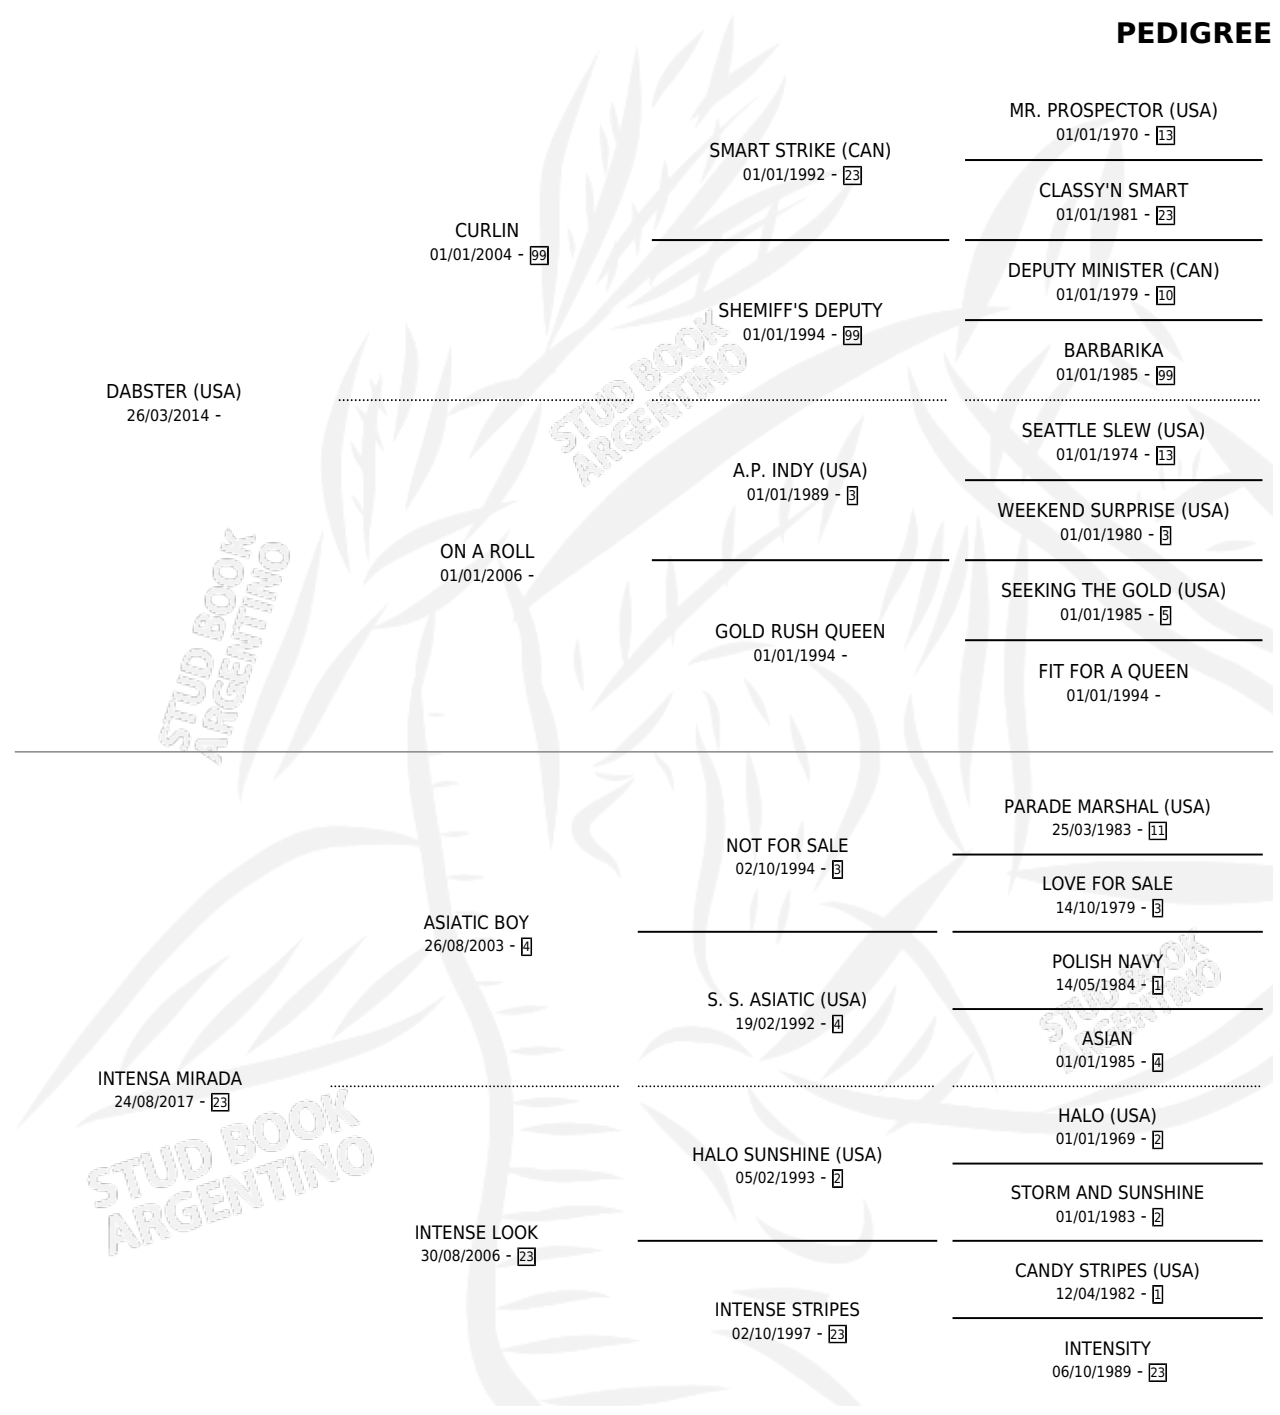 PEDIGREE
MR. PROSPECTOR (USA)
01/01/1970 - 13
SMART STRIKE (CAN)
01/01/1992 - 23
CLASSY'N SMART
01/01/1981 - 23
CURLIN
01/01/2004 - 99
DEPUTY MINISTER (CAN)
01/01/1979 - 10
SHEMIFF'S DEPUTY
01/01/1994 - 99
BARBARIKA
01/01/1985 - 99
DABSTER (USA)
26/03/2014 -
STUD BOOK
ARGENTINO
SEATTLE SLEW (USA)
01/01/1974 - 13
A.P. INDY (USA)
01/01/1989 - 3
WEEKEND SURPRISE (USA)
01/01/1980 - 3
ON A ROLL
01/01/2006 -
SEEKING THE GOLD (USA)
01/01/1985 - 5
GOLD RUSH QUEEN
01/01/1994 -
FIT FOR A QUEEN
01/01/1994 -
STUD BOOK
ARGENTINO
PARADE MARSHAL (USA)
25/03/1983 - 11
NOT FOR SALE
02/10/1994 - 3
LOVE FOR SALE
14/10/1979 - 3
ASIATIC BOY
26/08/2003 - 4
POLISH NAVY
14/05/1984 - 1
S. S. ASIATIC (USA)
19/02/1992 - 4
ASIAN
01/01/1985 - 4
STUD BOOK
ARGENTINO
INTENSA MIRADA
24/08/2017 - 23
HALO (USA)
01/01/1969 - 2
HALO SUNSHINE (USA)
05/02/1993 - 2
STORM AND SUNSHINE
01/01/1983 - 2
STUD BOOK
ARGENTINO
INTENSE LOOK
30/08/2006 - 23
CANDY STRIPES (USA)
12/04/1982 - 1
INTENSE STRIPES
02/10/1997 - 23
INTENSITY
06/10/1989 - 23